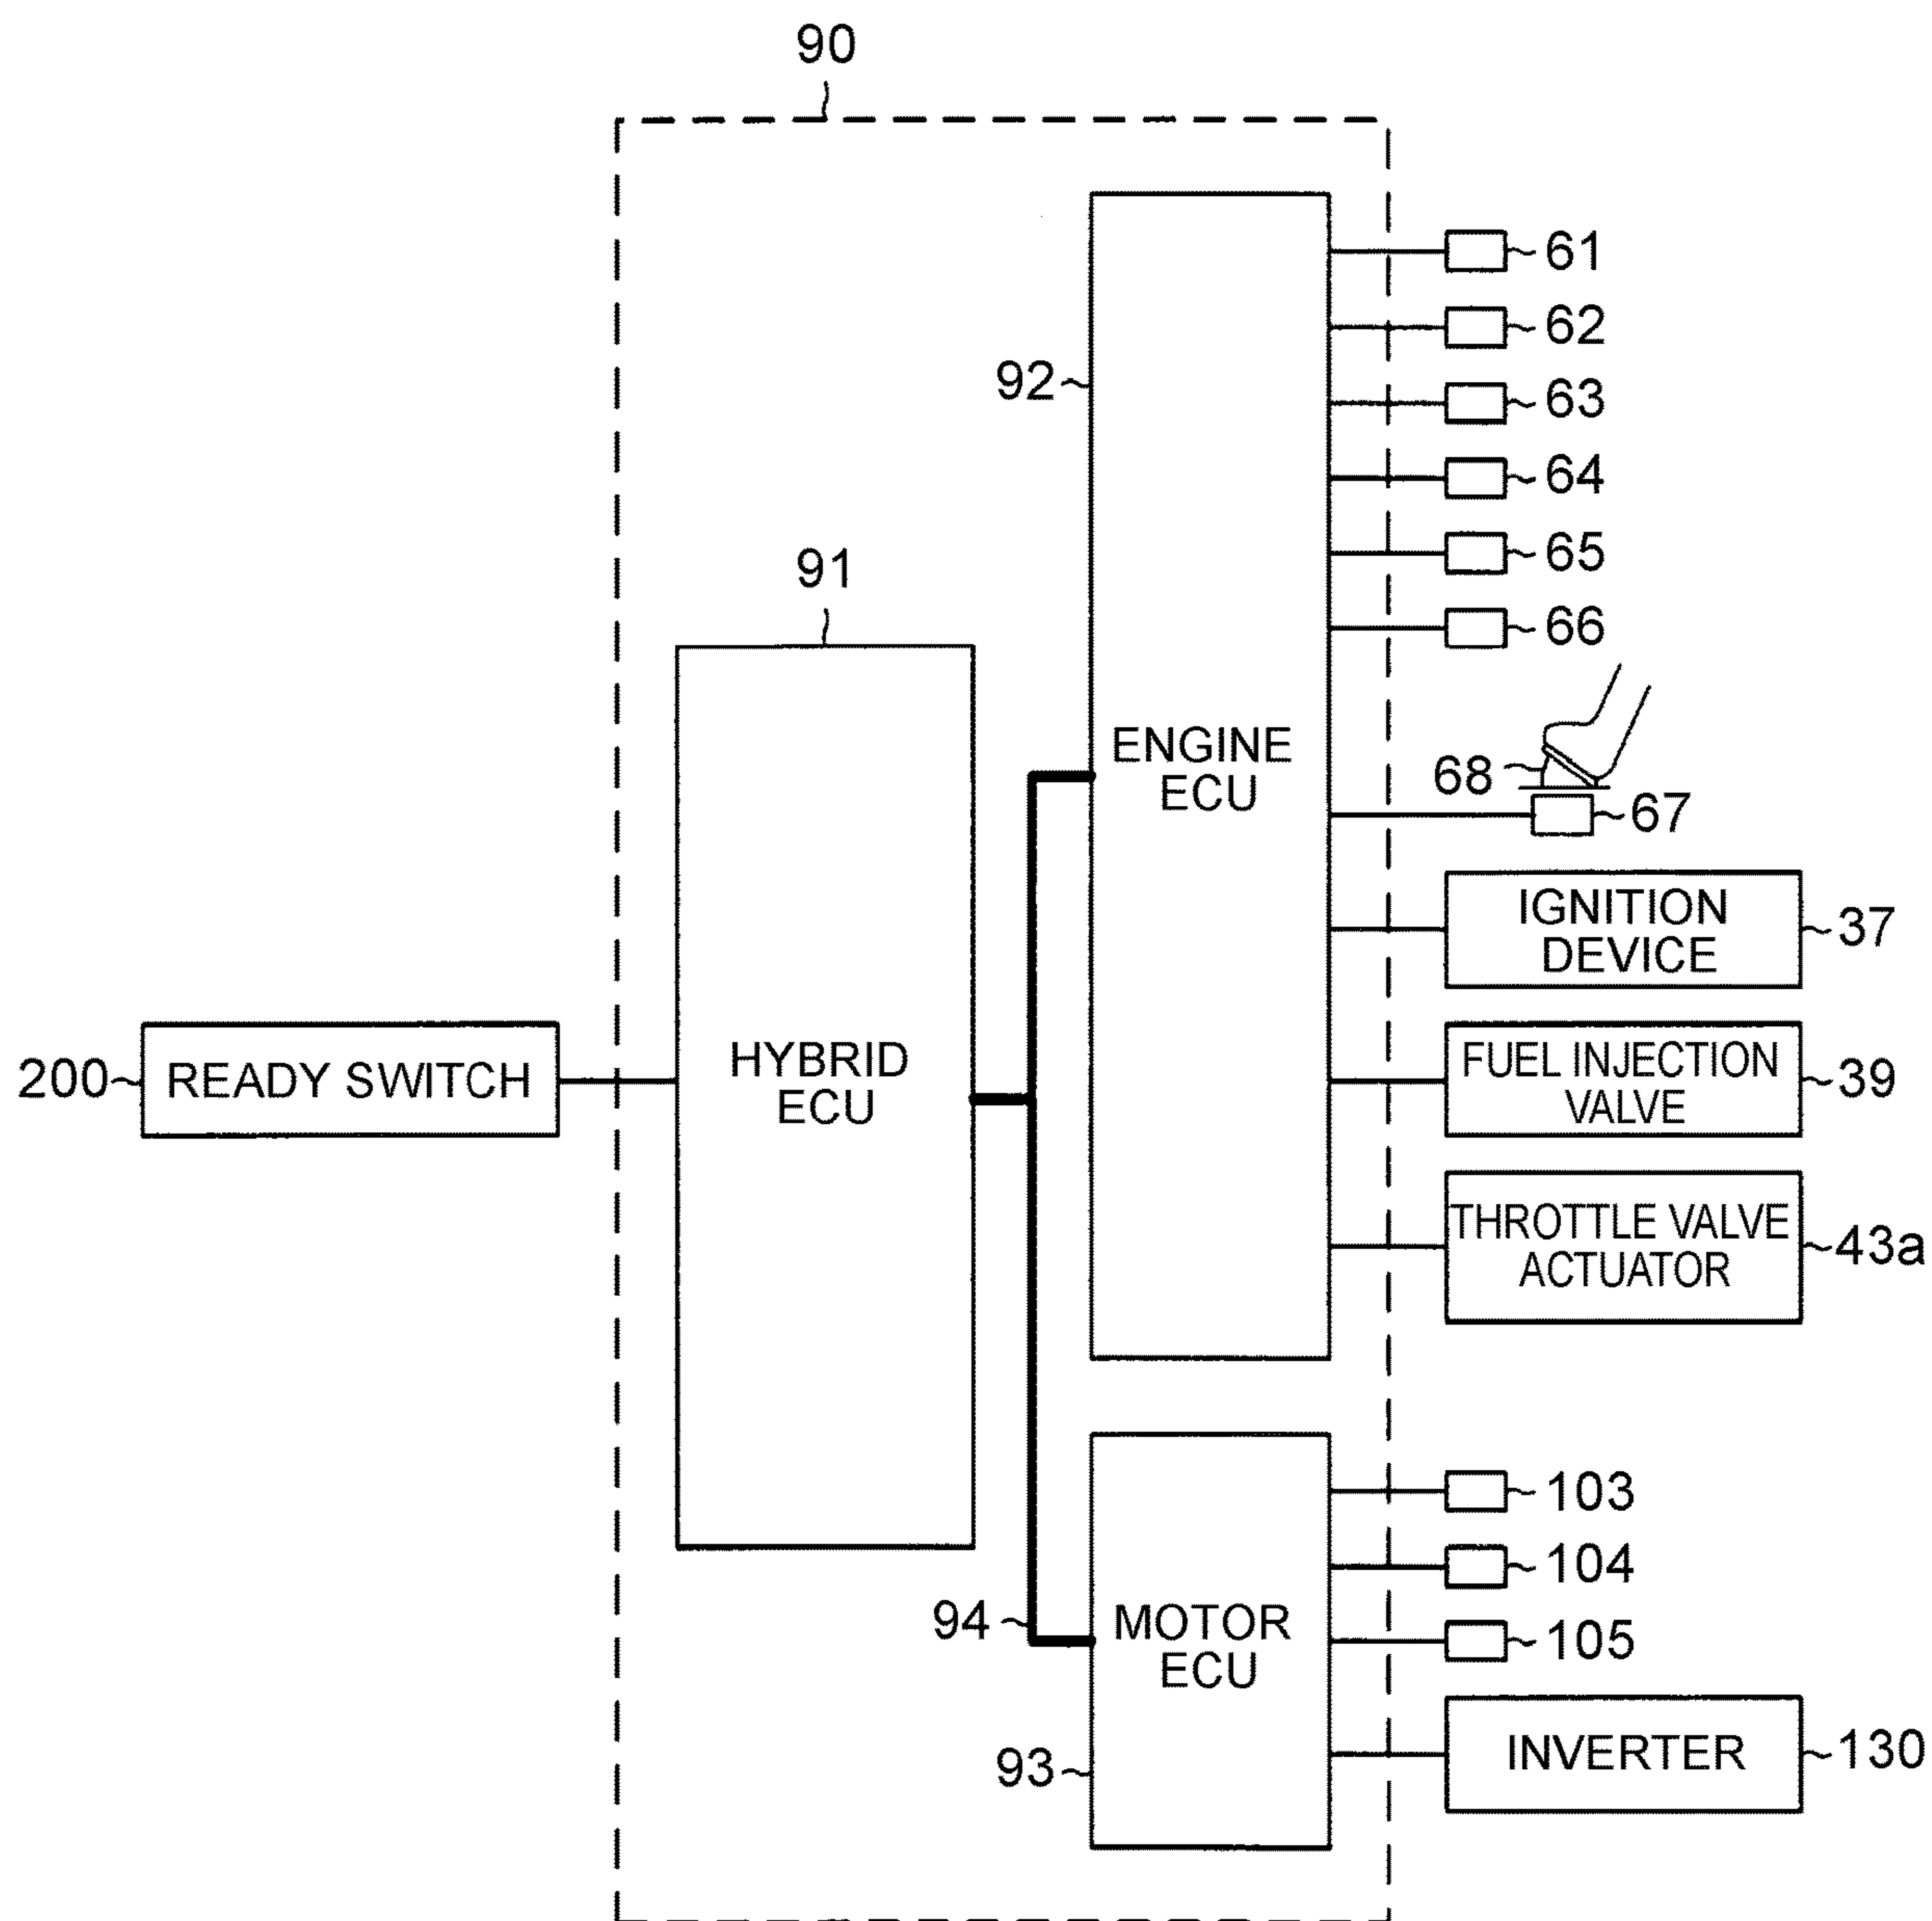 90
61
62
92
63
64
65
91
66
ENGINE
ECU
68
67
IGNITION
DEVICE
37
200
READY SWITCH
HYBRID
ECU
FUEL INJECTION
VALVE
39
THROTTLE VALVE
ACTUATOR
43a
103
104
94
MOTOR
ECU
105
93
INVERTER
130